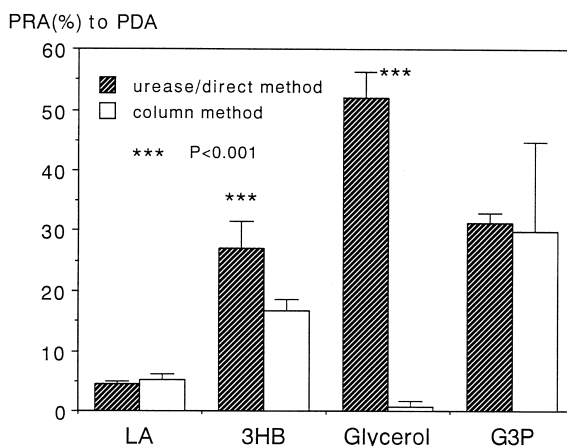 PRA(%) to PDA
60
50
40
30
20
10
0
urease/direct method
column method
*** P<0.001
***
***
LA 3HB Glycerol G3P